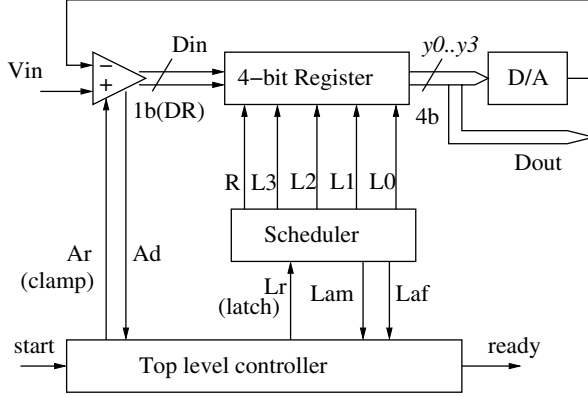 Din
y0..y3
Vin
−
+
4−bit Register
D/A
1b(DR)
4b
Dout
R
L3
L2
L1
L0
Scheduler
Ar
(clamp)
Ad
Lr
(latch)
Lam
Laf
start
ready
Top level controller